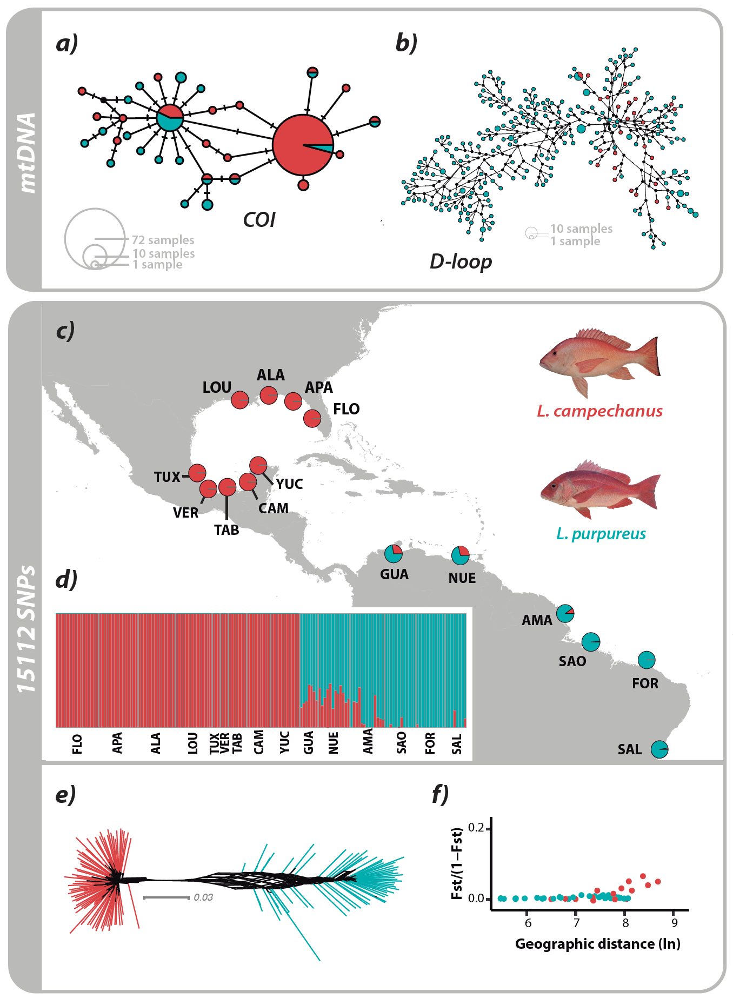 mtDNA
a)
b)
COI
72 samples
10 samples
1 sample
10 samples
1 sample
D-loop
15112 SNPs
c)
LOU
ALA
APA
FLO
TUX
VER
TAB
CAM
YUC
L. campechanus
L. purpureus
GUA
NUE
AMA
SAO
FOR
SAL
d)
FLO
APA
ALA
LOU
TUX
VER
TAB
CAM
YUC
GUA
NUE
AMA
SAO
FOR
SAL
e)
0.03
f)
Fst/(1–Fst)
0.2
0.0
6
7
8
9
Geographic distance (ln)